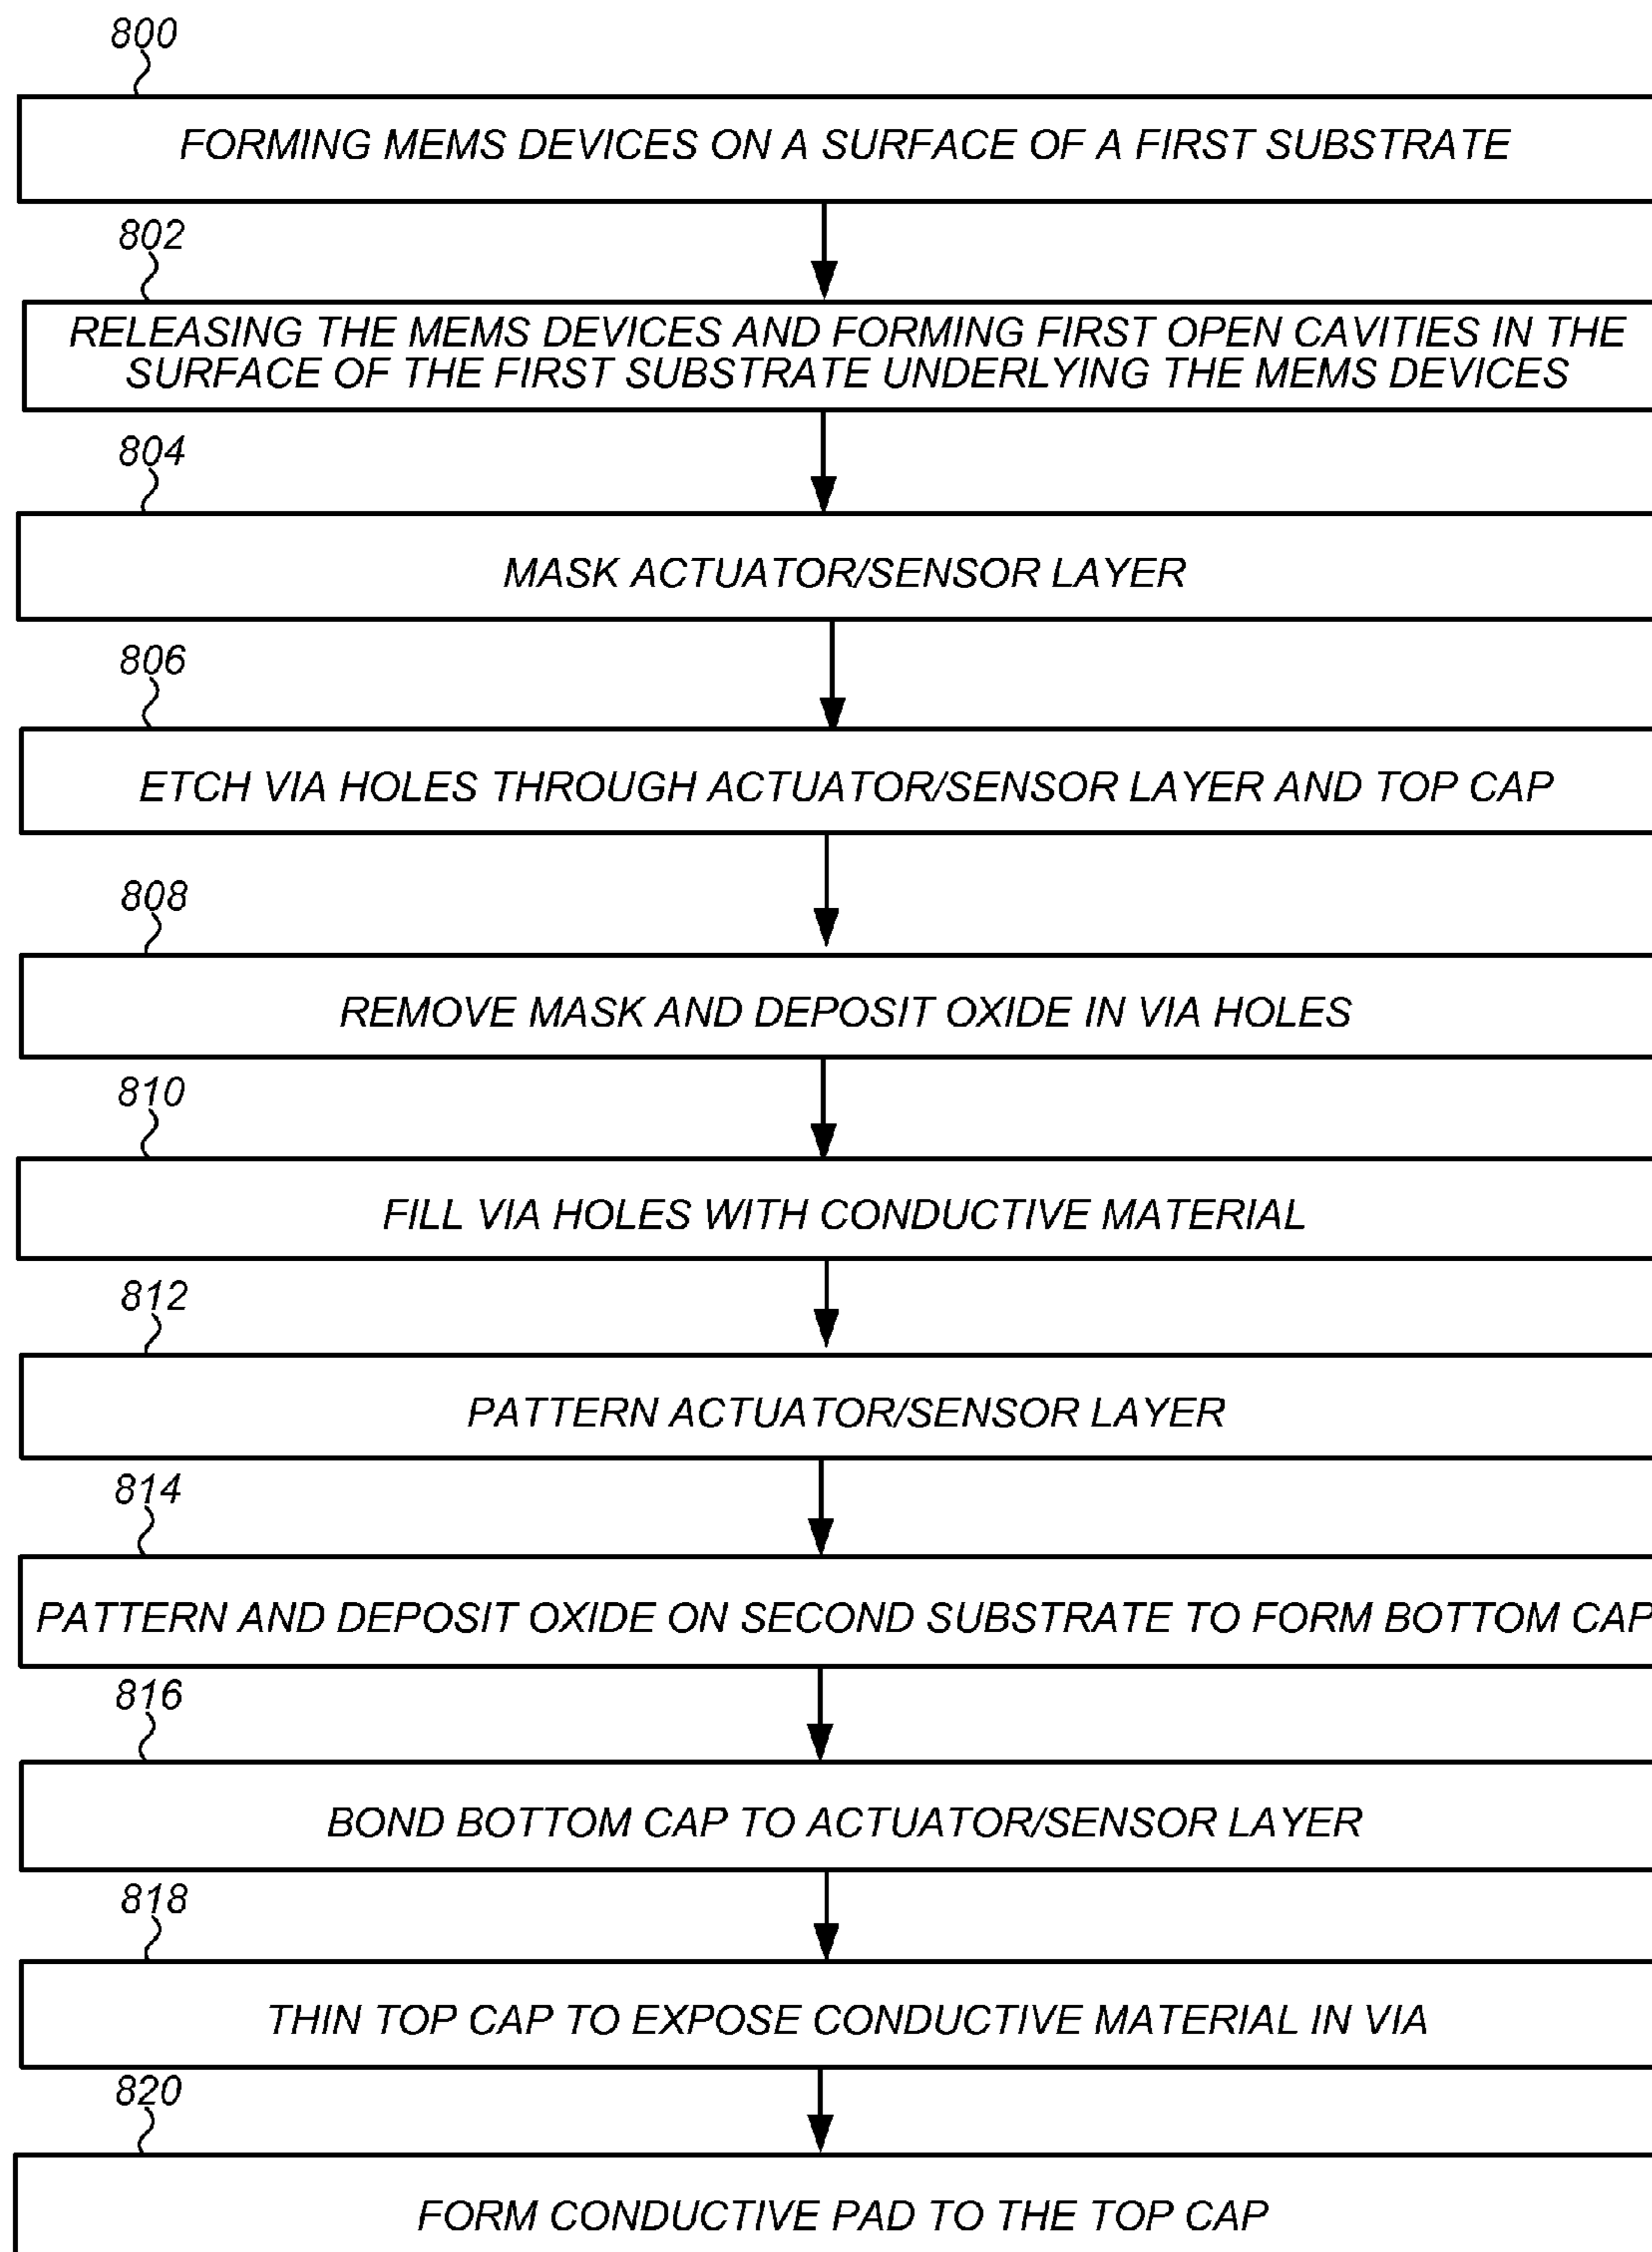 800
FORMING MEMS DEVICES ON A SURFACE OF A FIRST SUBSTRATE
802
RELEASING THE MEMS DEVICES AND FORMING FIRST OPEN CAVITIES IN THE
SURFACE OF THE FIRST SUBSTRATE UNDERLYING THE MEMS DEVICES
804
MASK ACTUATOR/SENSOR LAYER
806
ETCH VIA HOLES THROUGH ACTUATOR/SENSOR LAYER AND TOP CAP
808
REMOVE MASK AND DEPOSIT OXIDE IN VIA HOLES
810
FILL VIA HOLES WITH CONDUCTIVE MATERIAL
812
PATTERN ACTUATOR/SENSOR LAYER
814
PATTERN AND DEPOSIT OXIDE ON SECOND SUBSTRATE TO FORM BOTTOM CAP
816
BOND BOTTOM CAP TO ACTUATOR/SENSOR LAYER
818
THIN TOP CAP TO EXPOSE CONDUCTIVE MATERIAL IN VIA
820
FORM CONDUCTIVE PAD TO THE TOP CAP